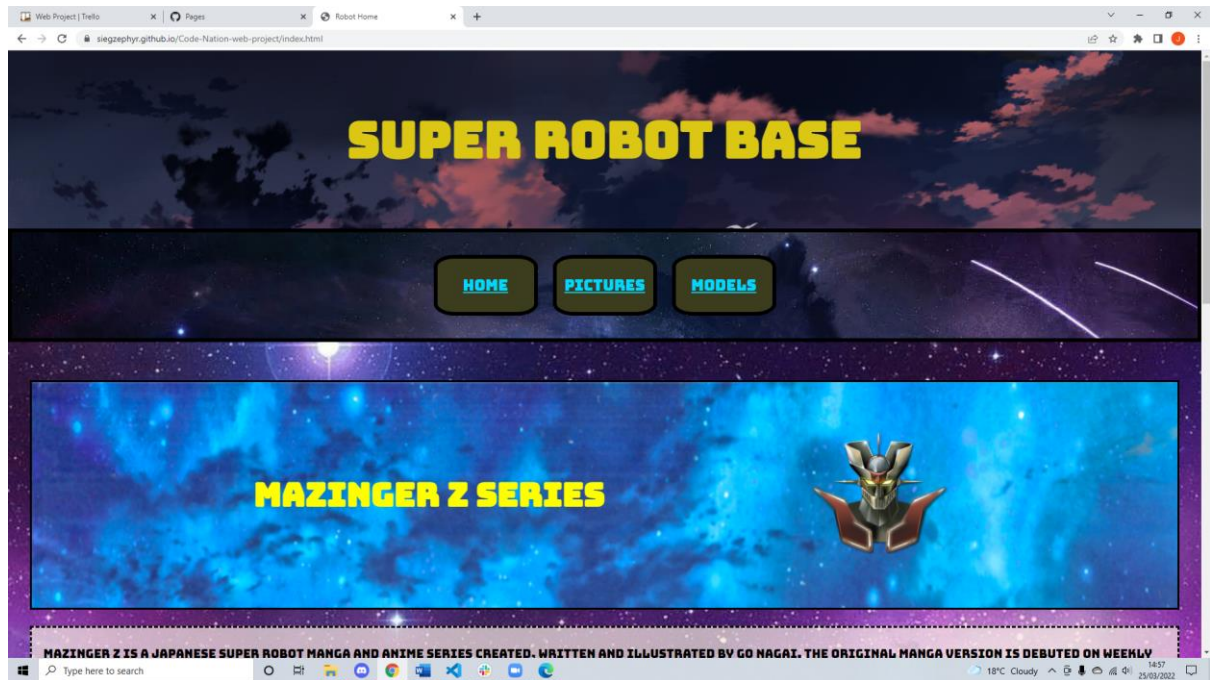 Web Project | Trello
Pages
Robot Home
siegzephyr.github.io/Code-Nation-web-project/index.html
SUPER ROBOT BASE
HOME
PICTURES
MODELS
MAZINGER Z SERIES
MAZINGER Z IS A JAPANESE SUPER ROBOT MANGA AND ANIME SERIES CREATED, WRITTEN AND ILLUSTRATED BY GO NAGAI. THE ORIGINAL MANGA VERSION IS DEBUTED ON WEEKLY
Type here to search
18°C Cloudy
14:57
25/03/2022